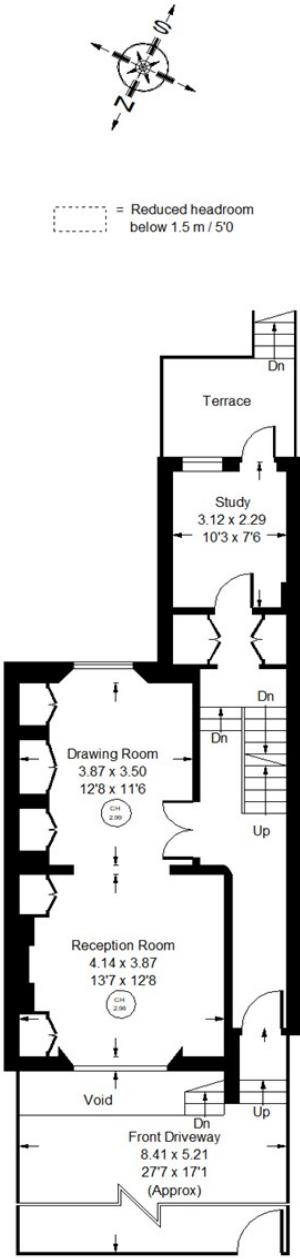 S
N
= Reduced headroom
below 1.5 m / 5'0
Dn
Terrace
Study
3.12 x 2.29
10'3 x 7'6
Dn
Dn
Drawing Room
3.87 x 3.50
12'8 x 11'6
CH
2.99
Up
Reception Room
4.14 x 3.87
13'7 x 12'8
CH
Void
Dn
Up
Front Driveway
8.41 x 5.21
27'7 x 17'1
(Approx)